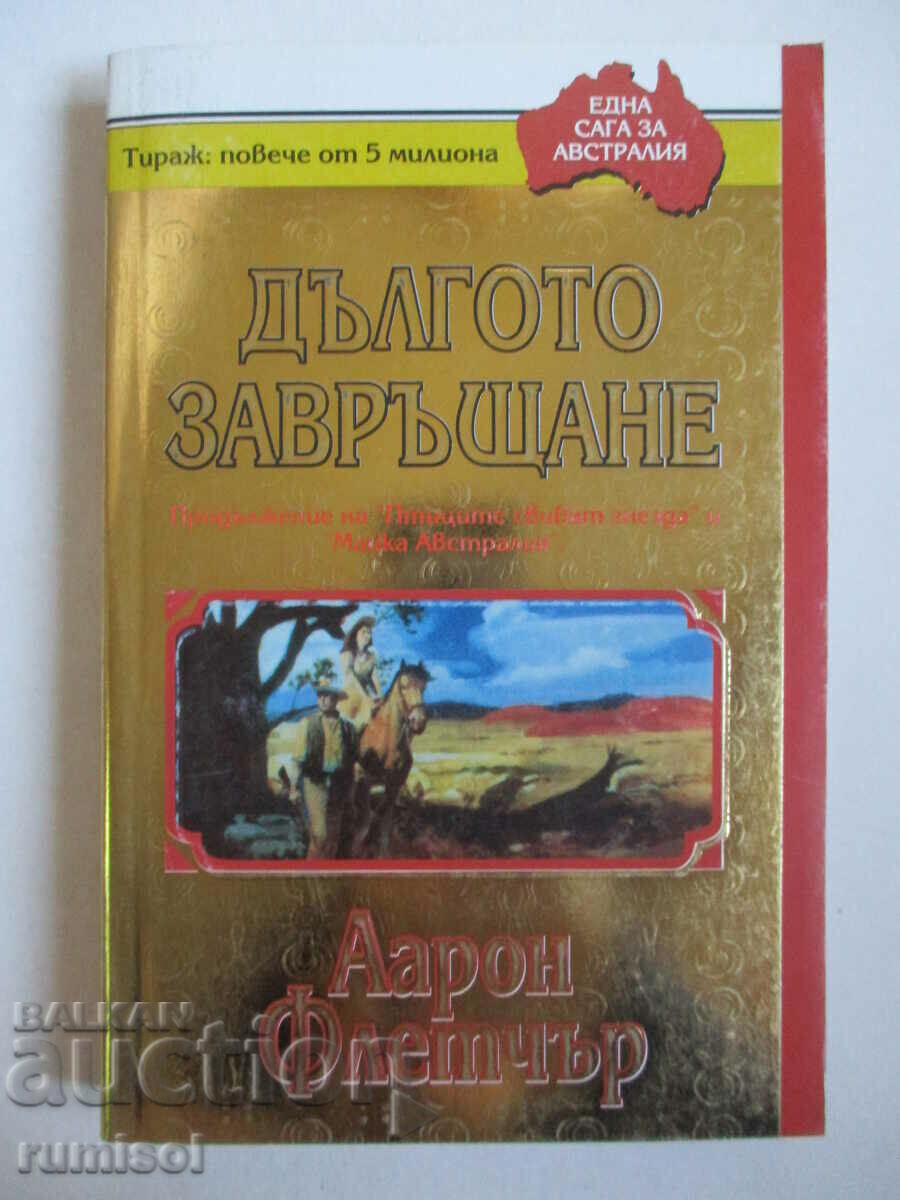 ЕДНА
САГА ЗА
АВСТРАЛИЯ
Тираж: повече от 5 милиона
ДЪЛГОТО
ЗАВРЪЩАНЕ
Продължение на "Птиците свиват гнезда" и
"Майка Австралия"
Аарон
Флетчър
BALKAN
auction
rumisol